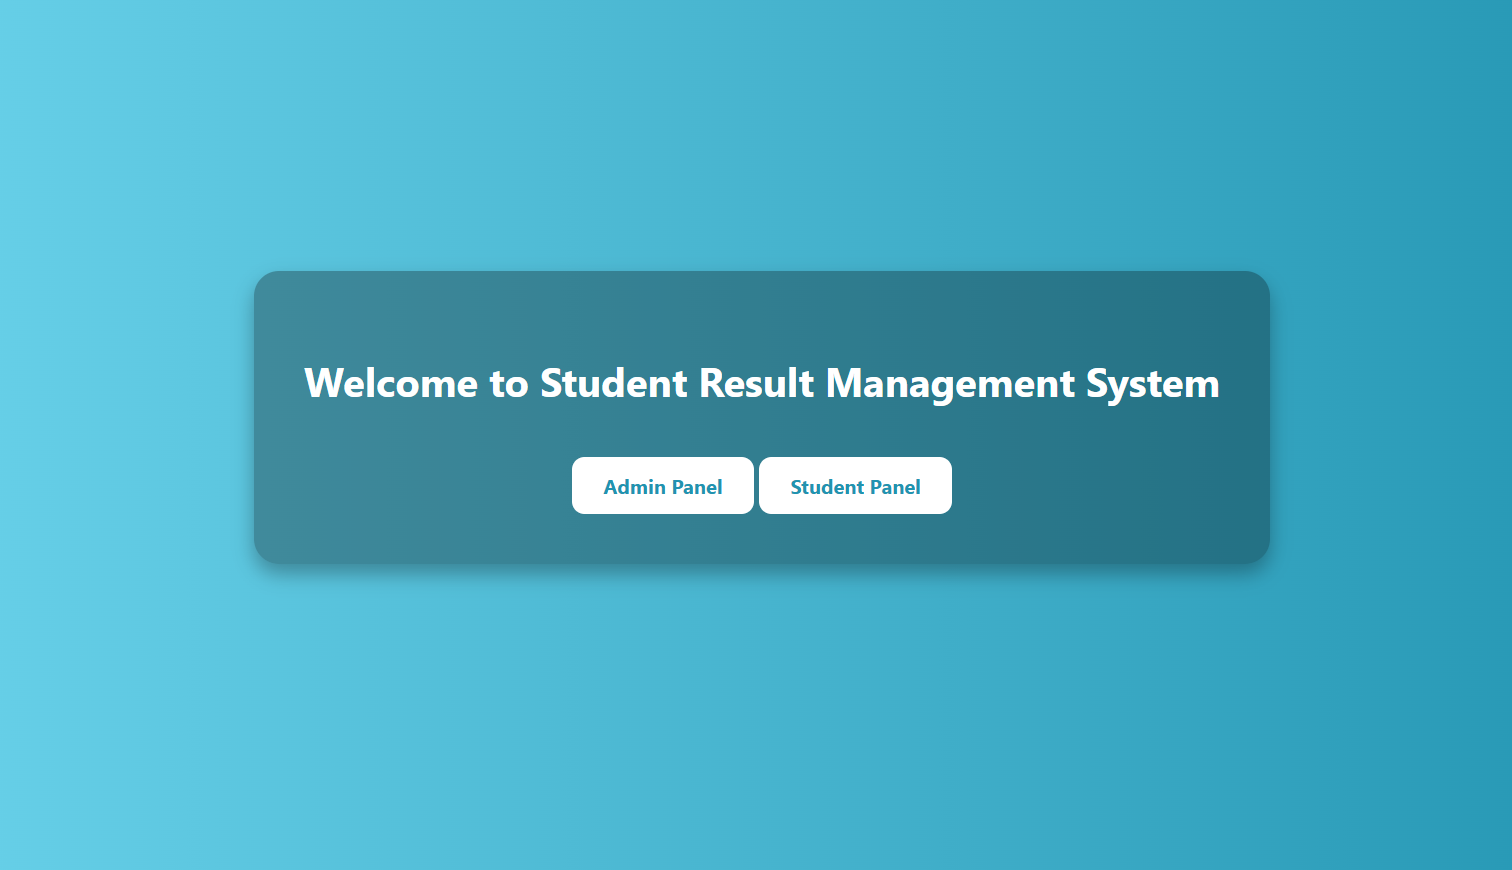 Welcome to Student Result Management System
Admin Panel Student Panel